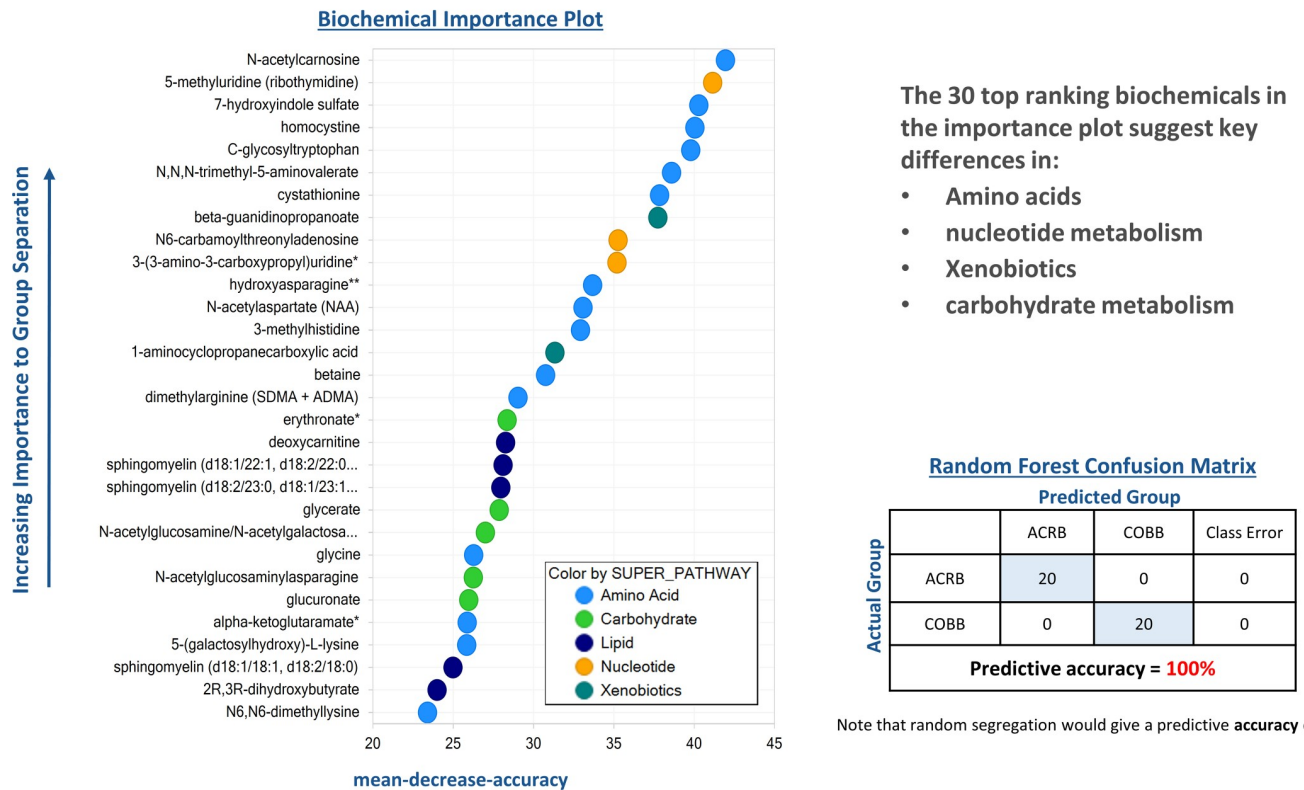 Biochemical Importance Plot
Increasing Importance to Group Separation
N-acetylcarnosine
5-methyluridine (ribothymidine)
7-hydroxyindole sulfate
homocystine
C-glycosyltryptophan
N,N,N-trimethyl-5-aminovalerate
cystathionine
beta-guanidinopropanoate
N6-carbamoylthreonyladenosine
3-(3-amino-3-carboxypropyl)uridine*
hydroxyasparagine**
N-acetylaspartate (NAA)
3-methylhistidine
1-aminocyclopropanecarboxylic acid
betaine
dimethylarginine (SDMA + ADMA)
erythronate*
deoxycarnitine
sphingomyelin (d18:1/22:1, d18:2/22:0...
sphingomyelin (d18:2/23:0, d18:1/23:1...
glycerate
N-acetylglucosamine/N-acetylgalactosa...
glycine
N-acetylglucosaminylasparagine
glucuronate
alpha-ketoglutaramate*
5-(galactosylhydroxy)-L-lysine
sphingomyelin (d18:1/18:1, d18:2/18:0)
2R,3R-dihydroxybutyrate
N6,N6-dimethyllysine
20 25 30 35 40 45
mean-decrease-accuracy
Color by SUPER_PATHWAY
Amino Acid
Carbohydrate
Lipid
Nucleotide
Xenobiotics
The 30 top ranking biochemicals in
the importance plot suggest key
differences in:
• Amino acids
• nucleotide metabolism
• Xenobiotics
• carbohydrate metabolism
Random Forest Confusion Matrix
Predicted Group
Actual Group
ACRB COBB Class Error
ACRB 20 0 0
COBB 0 20 0
Predictive accuracy = 100%
Note that random segregation would give a predictive accuracy